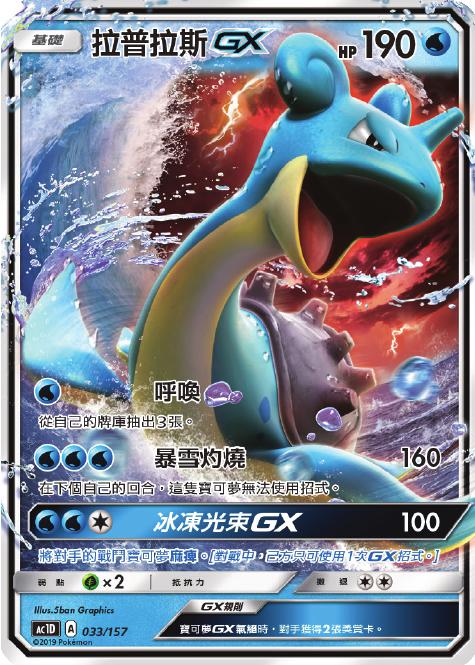 基礎 拉普拉斯GX HP190
呼喚
從自己的牌庫抽出3張。
暴雪灼燒 160
在下個自己的回合，這隻寶可夢無法使用招式。
冰凍光束GX 100
將對手的戰鬥寶可夢麻痺。[對戰中，己方只可使用1次GX招式。]
弱點 ×2 抵抗力 撤退
Illus.5ban Graphics
GX規則
AC1D A 033/157
寶可夢GX氣絕時，對手獲得2張獎賞卡。
©2019 Pokémon